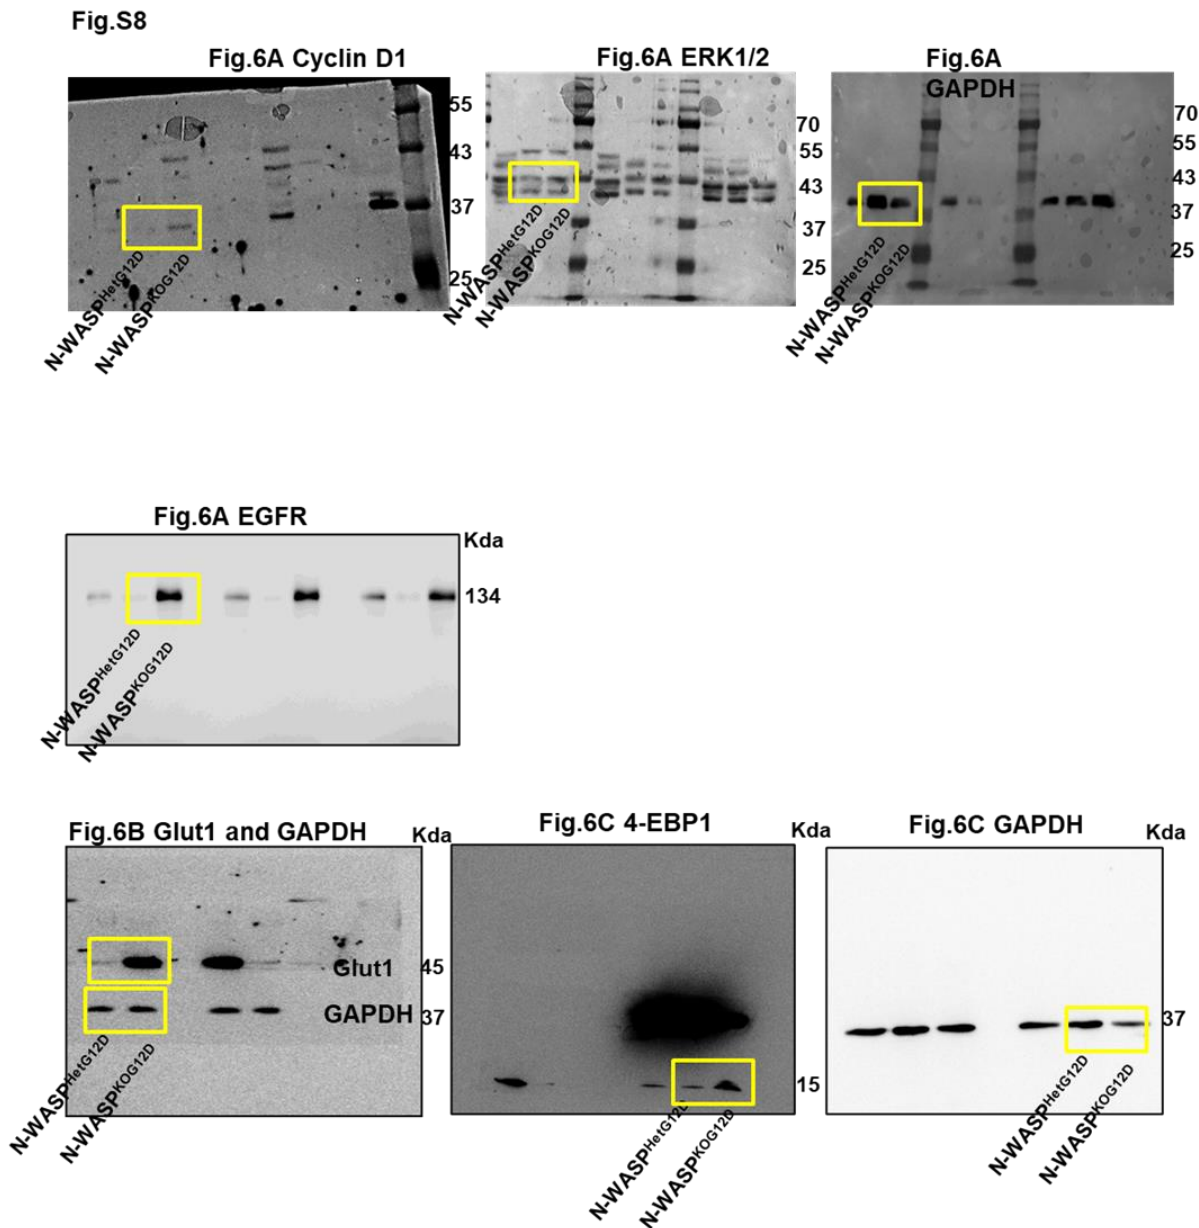 Fig.S8
Fig.6A Cyclin D1
55
43
37
25
N-WASPHetG12D
N-WASPKOG12D
Fig.6A ERK1/2
70
55
43
37
25
N-WASPHetG12D
N-WASPKOG12D
Fig.6A
GAPDH
70
55
43
37
25
N-WASPHetG12D
N-WASPKOG12D
Fig.6A EGFR
Kda
134
N-WASPHetG12D
N-WASPKOG12D
Fig.6B Glut1 and GAPDH
Kda
Glut1 45
GAPDH 37
N-WASPHetG12D
N-WASPKOG12D
Fig.6C 4-EBP1
Kda
15
N-WASPHetG12D
N-WASPKOG12D
Fig.6C GAPDH
Kda
37
N-WASPHetG12D
N-WASPKOG12D